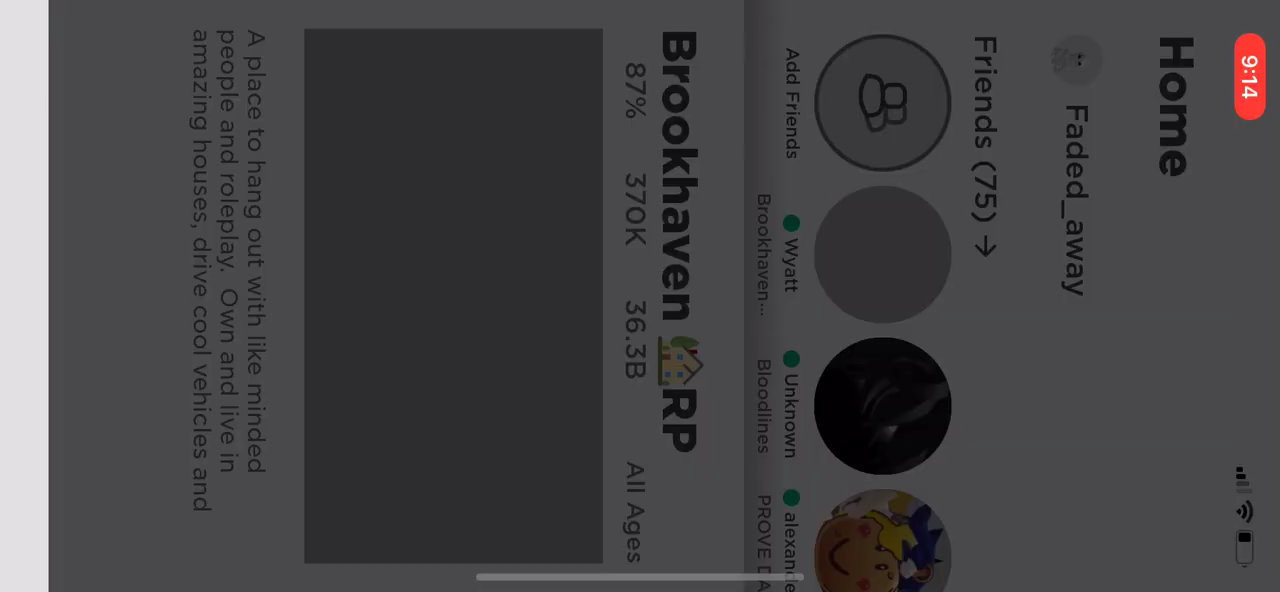 9:14
Home
Faded_away
Friends (75) →
Add Friends
Wyatt
Unknown
alexande
Brookhaven...
Bloodlines
PROVE DA
Brookhaven 🏡RP
87% 370K 36.3B All Ages
A place to hang out with like minded
people and roleplay. Own and live in
amazing houses, drive cool vehicles and